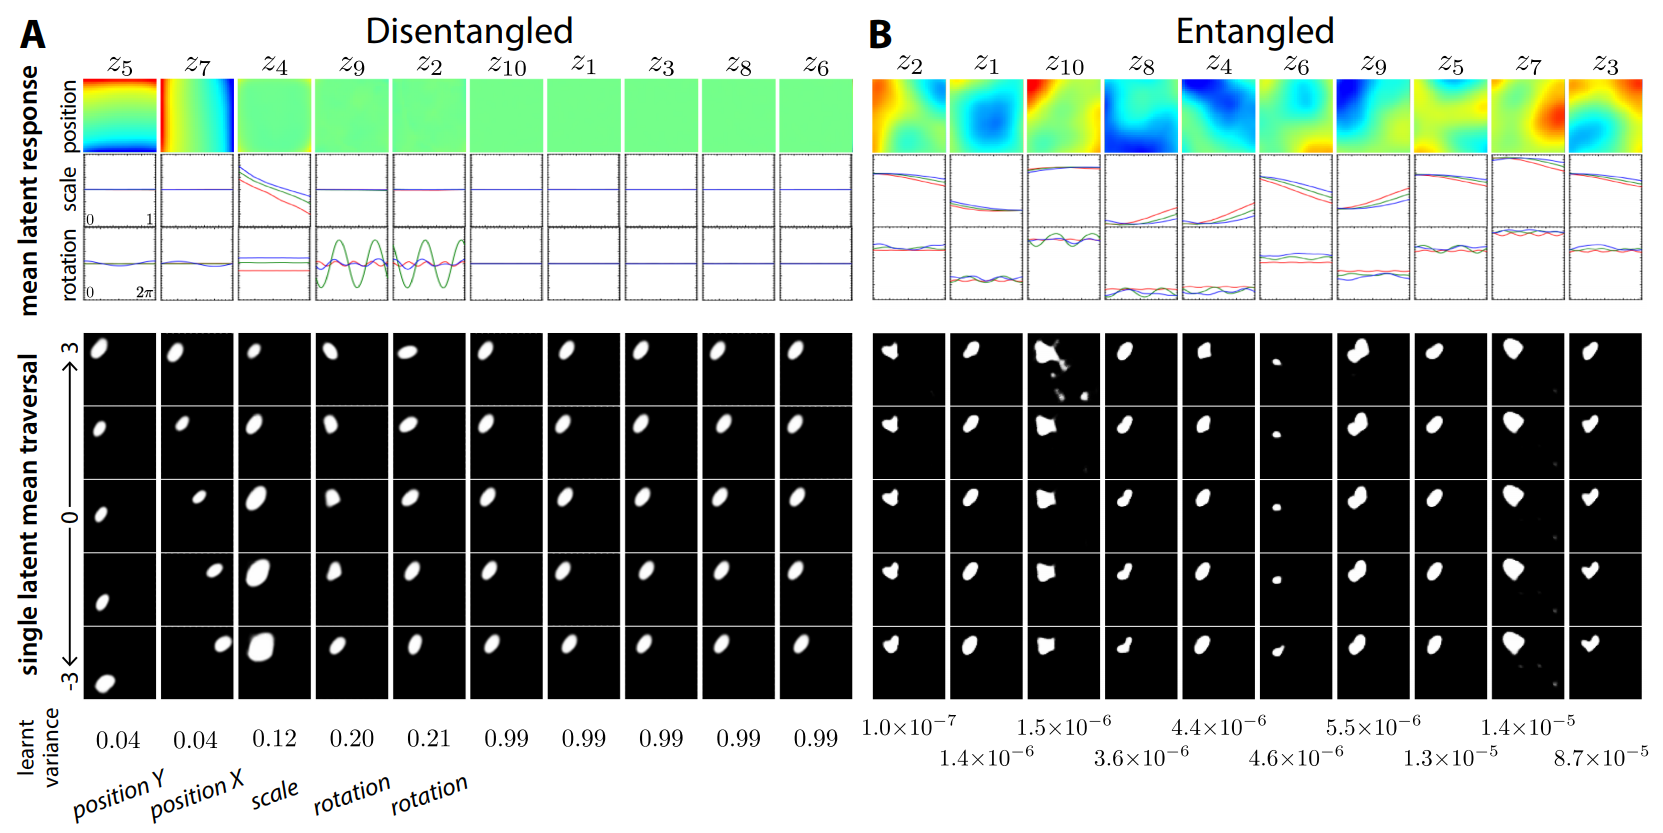 A Disentangled
z5 z7 z4 z9 z2 z10 z1 z3 z8 z6
B Entangled
z2 z1 z10 z8 z4 z6 z9 z5 z7 z3
mean latent response
position
scale
0 1
rotation
0 2π
single latent mean traversal
-3 0 3
learnt
variance
0.04 0.04 0.12 0.20 0.21 0.99 0.99 0.99 0.99 0.99
position Y position X scale rotation rotation
1.0×10⁻⁷ 1.5×10⁻⁶ 4.4×10⁻⁶ 5.5×10⁻⁶ 1.4×10⁻⁵
1.4×10⁻⁶ 3.6×10⁻⁶ 4.6×10⁻⁶ 1.3×10⁻⁵ 8.7×10⁻⁵